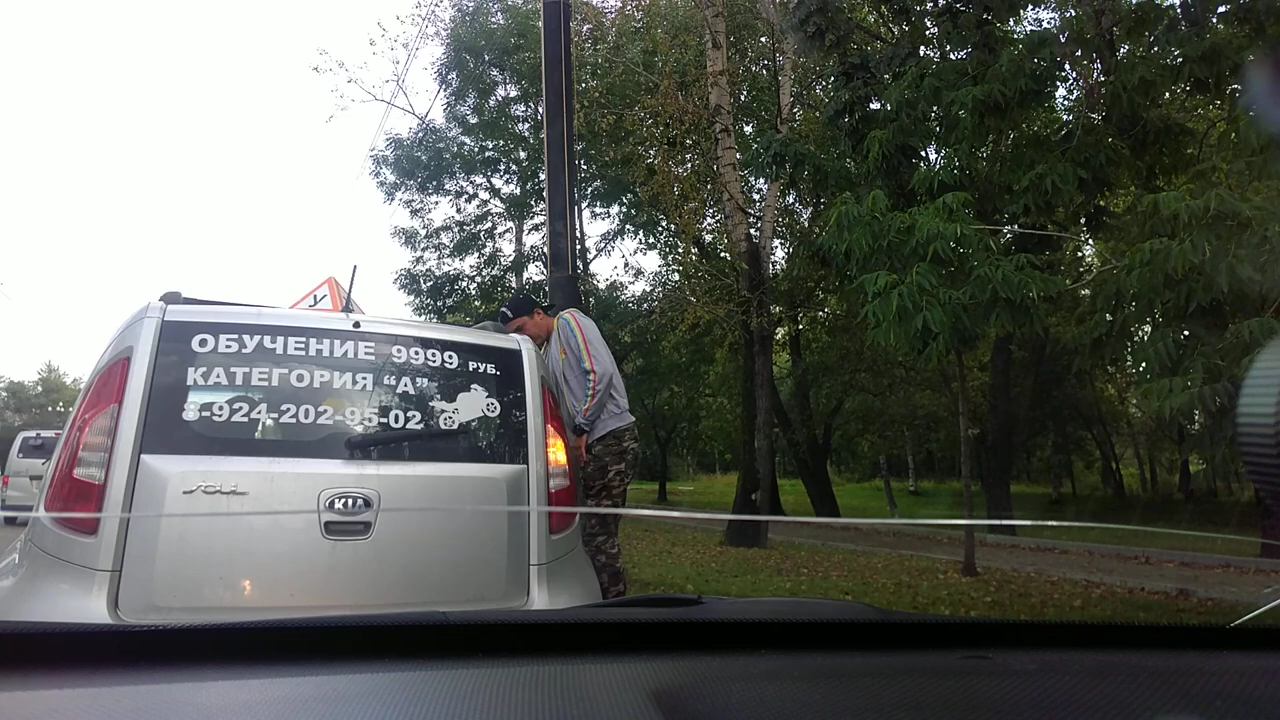 У
ОБУЧЕНИЕ 9999 РУБ.
КАТЕГОРИЯ "А"
8-924-202-95-02
SOUL
KIA